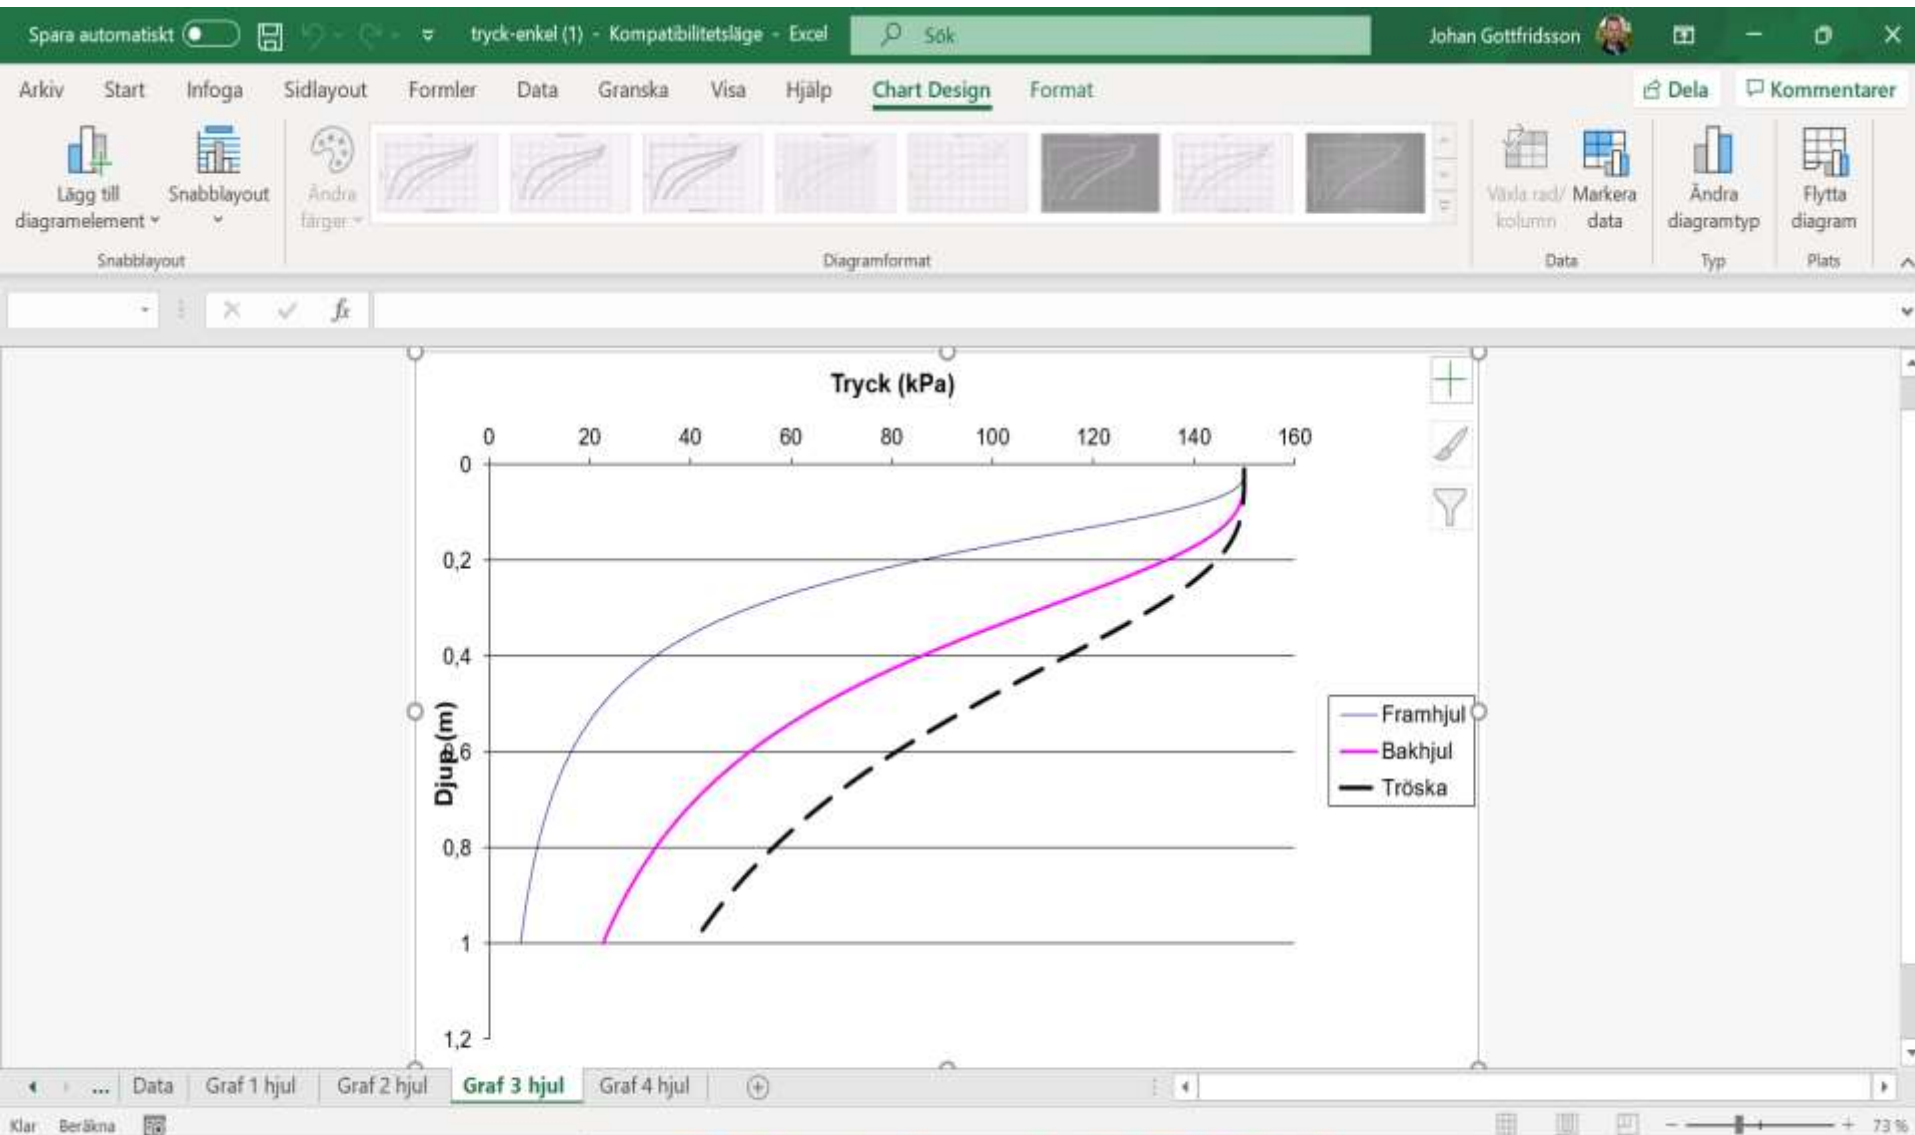 Spara automatiskt
tryck-enkel (1) - Kompatibilitetsläge - Excel
Sök
Johan Gottfridsson
Arkiv Start Infoga Sidlayout Formler Data Granska Visa Hjälp Chart Design Format
Dela
Kommentarer
Lägg till
diagramelement
Snabblayout
Ändra
färger
Växla rad/
kolumn
Markera
data
Ändra
diagramtyp
Flytta
diagram
Snabblayout
Diagramformat
Data
Typ
Plats
fx
Tryck (kPa)
0 20 40 60 80 100 120 140 160
0
0,2
0,4
0,6
0,8
1
1,2
Djup (m)
Framhjul
Bakhjul
Tröska
... Data Graf 1 hjul Graf 2 hjul Graf 3 hjul Graf 4 hjul
Klar Beräkna
73 %